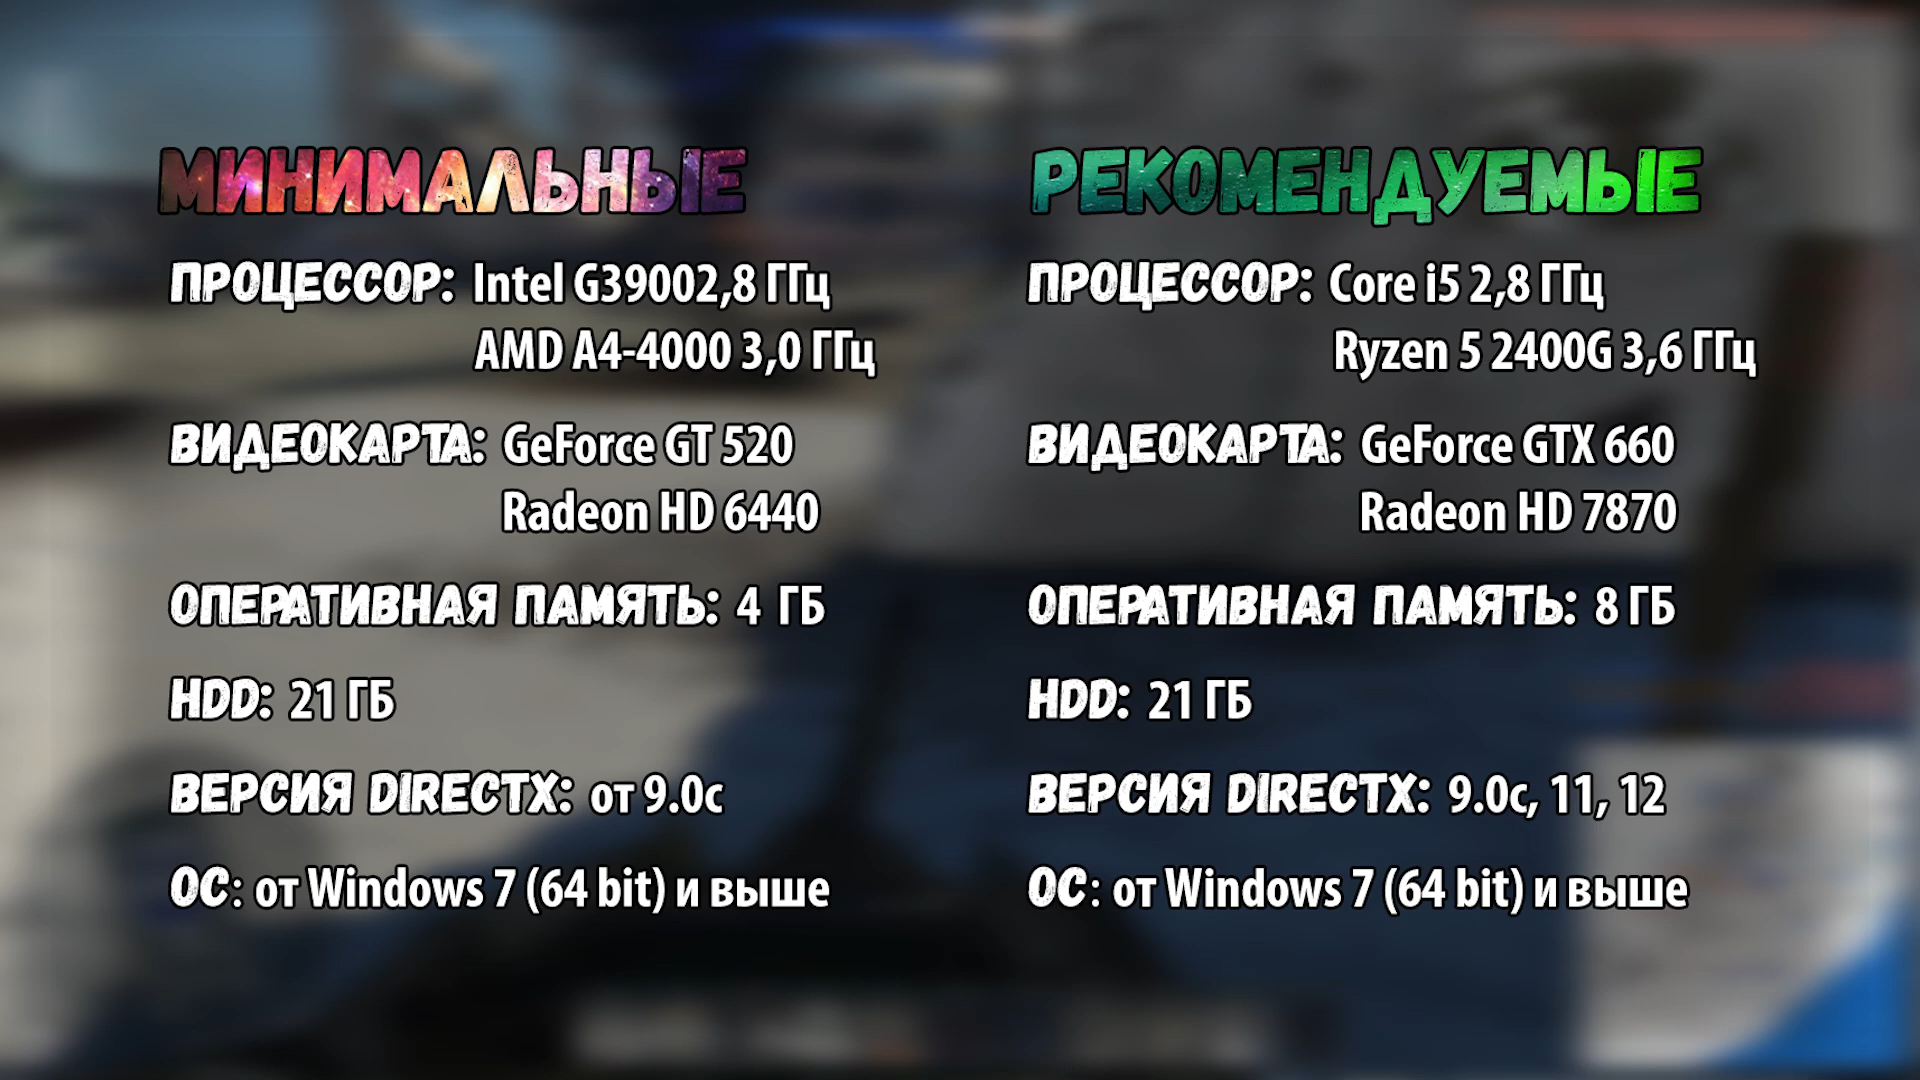 МИНИМАЛЬНЫЕ
ПРОЦЕССОР: Intel G39002,8 ГГц
AMD A4-4000 3,0 ГГц
ВИДЕОКАРТА: GeForce GT 520
Radeon HD 6440
ОПЕРАТИВНАЯ ПАМЯТЬ: 4 ГБ
HDD: 21 ГБ
ВЕРСИЯ DIRECTX: от 9.0с
ОС: от Windows 7 (64 bit) и выше
РЕКОМЕНДУЕМЫЕ
ПРОЦЕССОР: Core i5 2,8 ГГц
Ryzen 5 2400G 3,6 ГГц
ВИДЕОКАРТА: GeForce GTX 660
Radeon HD 7870
ОПЕРАТИВНАЯ ПАМЯТЬ: 8 ГБ
HDD: 21 ГБ
ВЕРСИЯ DIRECTX: 9.0с, 11, 12
ОС: от Windows 7 (64 bit) и выше